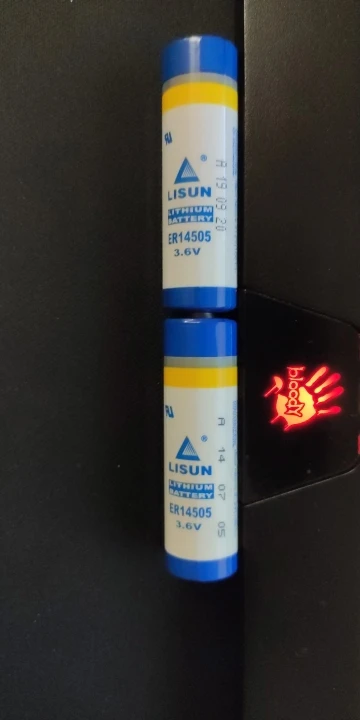 LISUN
LITHIUM
BATTERY
ER14505
3.6V
A 19 09 20
LISUN
LITHIUM
BATTERY
ER14505
3.6V
A 14 07 05
bloody